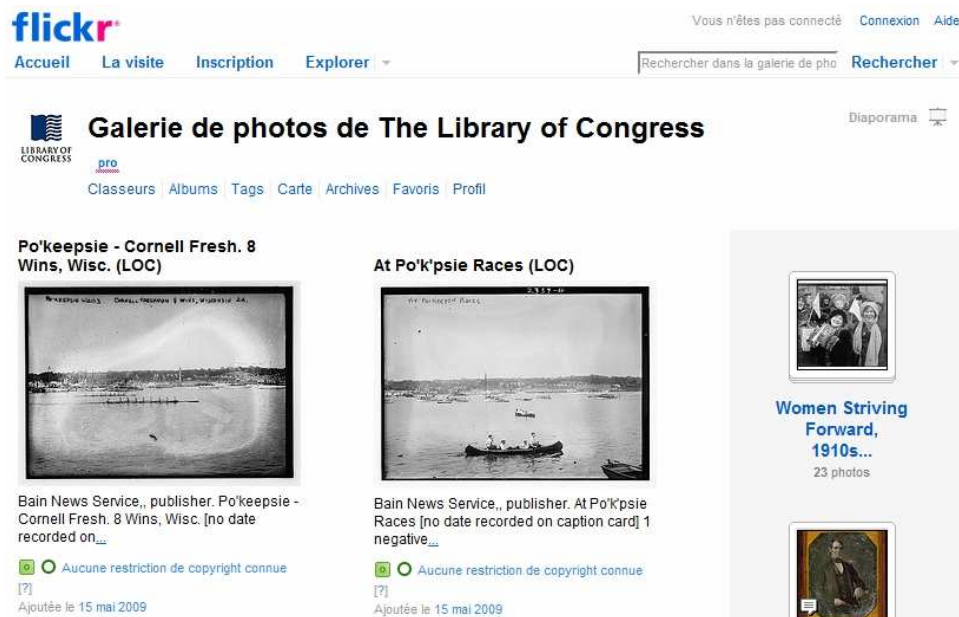 flickr
Vous n'êtes pas connecté Connexion Aide
Accueil La visite Inscription Explorer
Rechercher dans la galerie de pho Rechercher
LIBRARY OF CONGRESS
Galerie de photos de The Library of Congress
Diaporama
pro
Classeurs Albums Tags Carte Archives Favoris Profil
Po'keepsie - Cornell Fresh. 8
Wins, Wisc. (LOC)
Bain News Service,, publisher. Po'keepsie -
Cornell Fresh. 8 Wins, Wisc. [no date
recorded on...
Aucune restriction de copyright connue
[?]
Ajoutée le 15 mai 2009
At Po'k'psie Races (LOC)
Bain News Service,, publisher. At Po'k'psie
Races [no date recorded on caption card] 1
negative...
Aucune restriction de copyright connue
[?]
Ajoutée le 15 mai 2009
Women Striving
Forward,
1910s...
23 photos